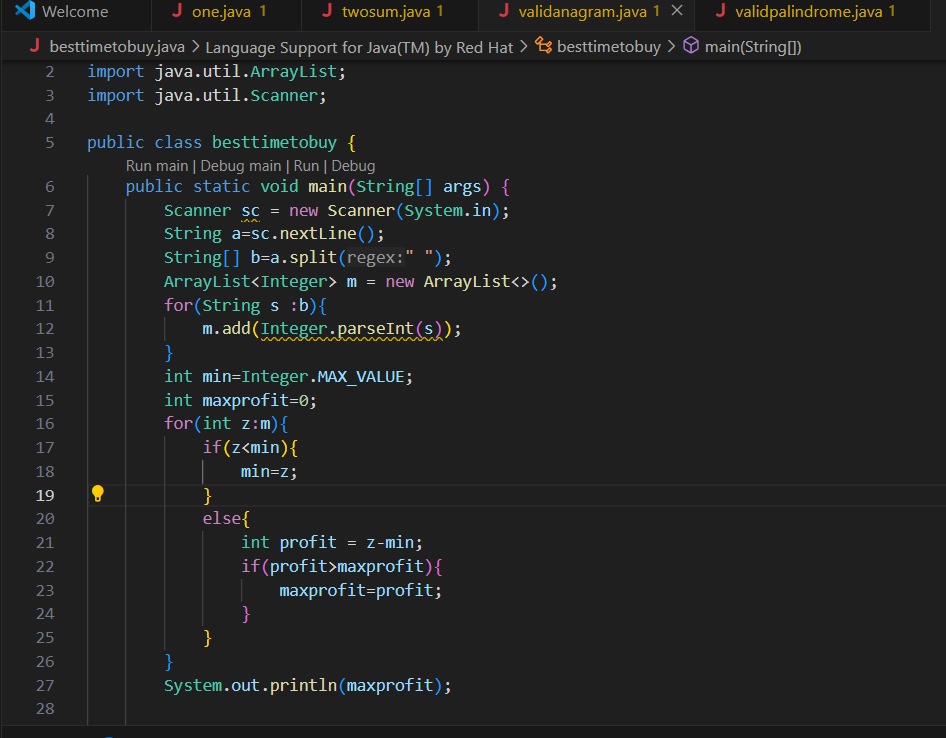 Welcome J one.java 1 J twosum.java 1 J validanagram.java 1 J validpalindrome.java 1
J besttimetobuy.java > Language Support for Java(TM) by Red Hat > besttimetobuy > main(String[])
2 import java.util.ArrayList;
3 import java.util.Scanner;
4
5 public class besttimetobuy {
Run main | Debug main | Run | Debug
6 public static void main(String[] args) {
7 Scanner sc = new Scanner(System.in);
8 String a=sc.nextLine();
9 String[] b=a.split(regex:" ");
10 ArrayList<Integer> m = new ArrayList<>();
11 for(String s :b){
12 m.add(Integer.parseInt(s));
13 }
14 int min=Integer.MAX_VALUE;
15 int maxprofit=0;
16 for(int z:m){
17 if(z<min){
18 min=z;
19 }
20 else{
21 int profit = z-min;
22 if(profit>maxprofit){
23 maxprofit=profit;
24 }
25 }
26 }
27 System.out.println(maxprofit);
28